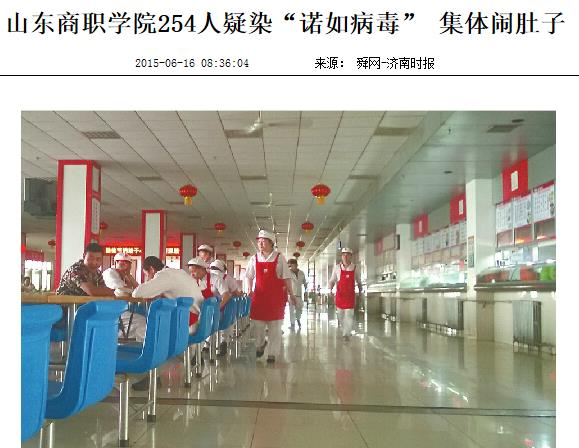 山东商职学院254人疑染“诺如病毒” 集体闹肚子
2015-06-16 08:36:04 来源： 舜网-济南时报